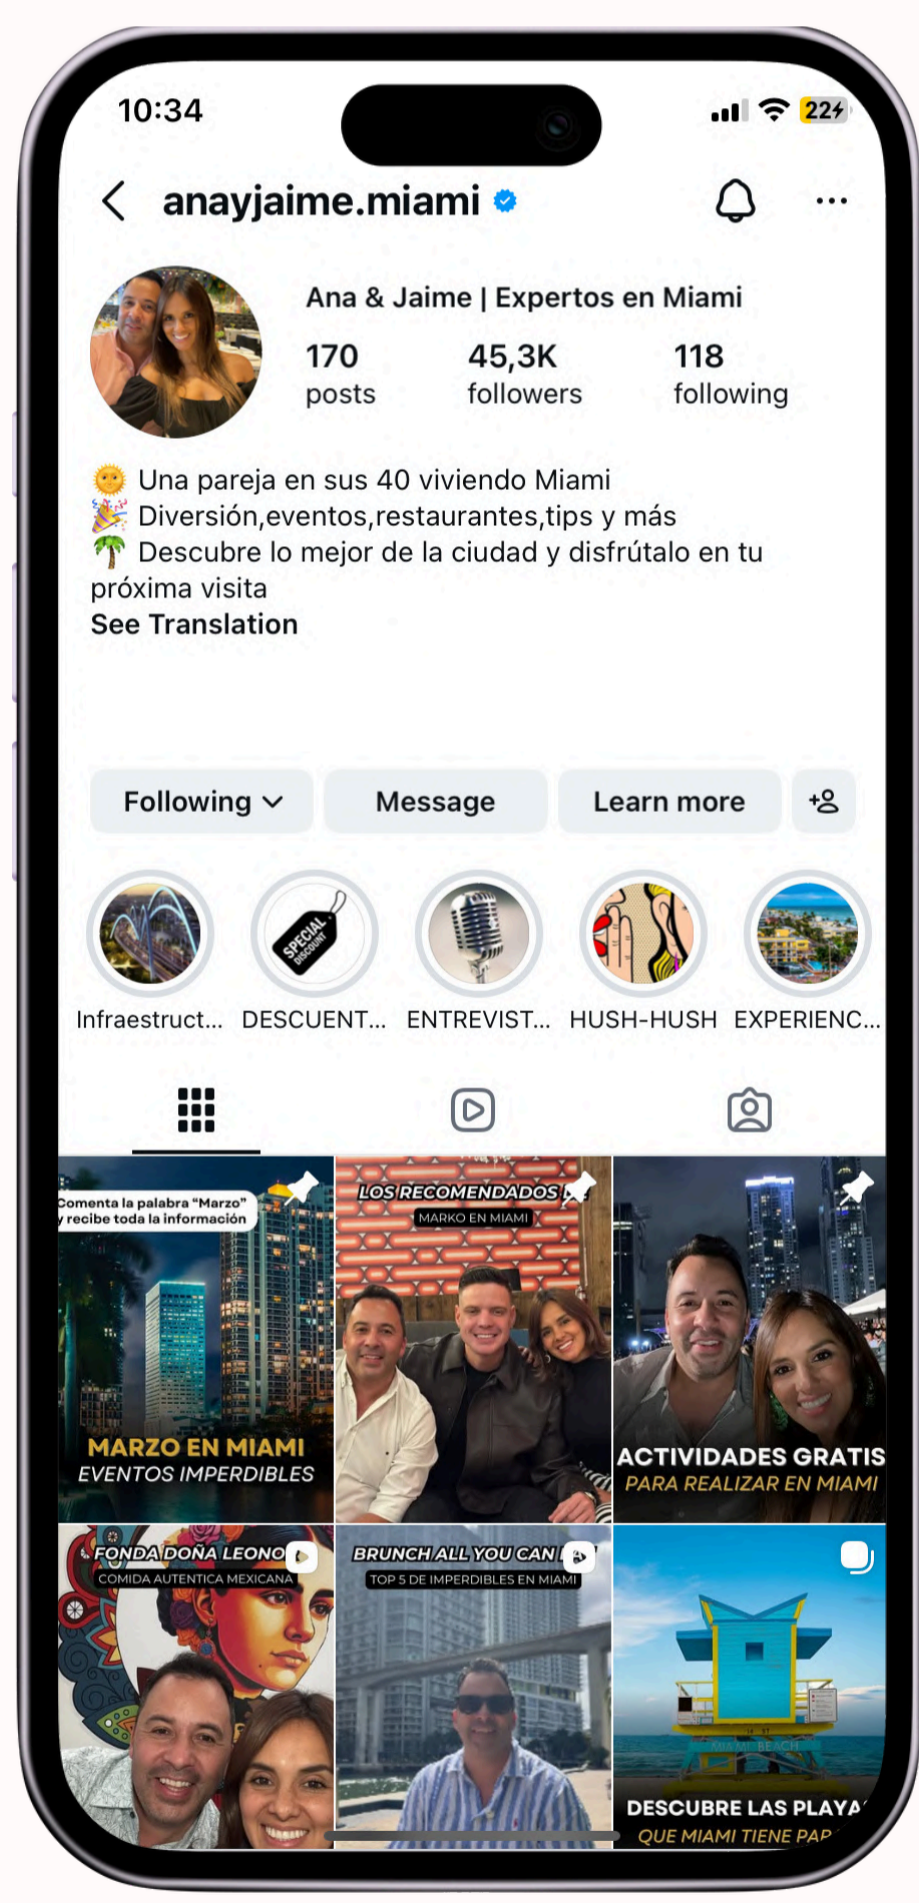 10:34
22
anayjaime.miami
Ana & Jaime | Expertos en Miami
170
posts
45,3K
followers
118
following
Una pareja en sus 40 viviendo Miami
Diversión,eventos,restaurantes,tips y más
Descubre lo mejor de la ciudad y disfrútalo en tu
próxima visita
See Translation
Following
Message
Learn more
SPECIAL
DISCOUNT
Infraestruct...
DESCUENT...
ENTREVIST...
HUSH-HUSH
EXPERIENC...
Comenta la palabra “Marzo”
y recibe toda la información
MARZO EN MIAMI
EVENTOS IMPERDIBLES
LOS RECOMENDADOS
MARKO EN MIAMI
ACTIVIDADES GRATIS
PARA REALIZAR EN MIAMI
FONDA DOÑA LEONO
COMIDA AUTENTICA MEXICANA
BRUNCH ALL YOU CAN
TOP 5 DE IMPERDIBLES EN MIAMI
14 ST
MIAMI BEACH
DESCUBRE LAS PLAYA
QUE MIAMI TIENE PAR